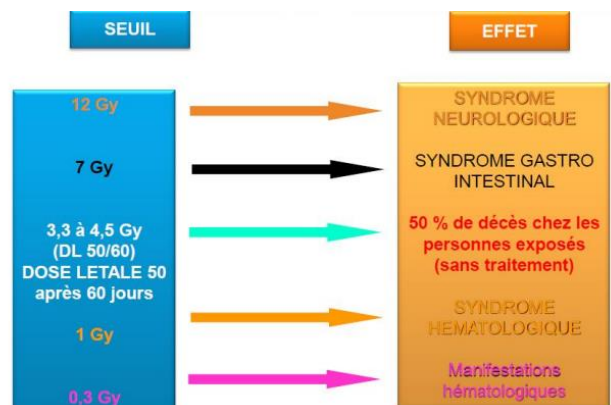 SEUIL
EFFET
12 Gy
SYNDROME
NEUROLOGIQUE
7 Gy
SYNDROME GASTRO
INTESTINAL
3,3 à 4,5 Gy
(DL 50/60)
DOSE LETALE 50
après 60 jours
50 % de décès chez les
personnes exposés
(sans traitement)
1 Gy
SYNDROME
HEMATOLOGIQUE
0,3 Gy
Manifestations
hématologiques